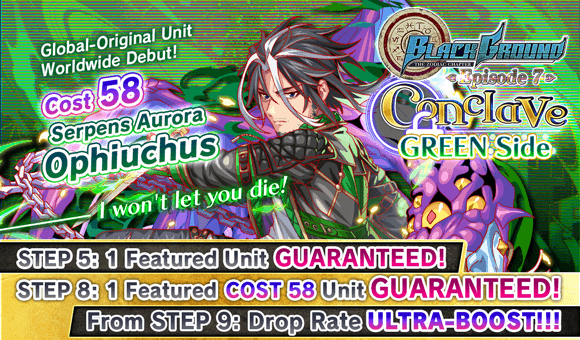 Global-Original Unit
Worldwide Debut!
Cost 58
Serpens Aurora
Ophiuchus
I won't let you die!
BLACKGROUND
THE ZODIAC CHAPTER
Episode 7
Conclave
GREEN Side
STEP 5: 1 Featured Unit GUARANTEED!
STEP 8: 1 Featured COST 58 Unit GUARANTEED!
From STEP 9: Drop Rate ULTRA-BOOST!!!